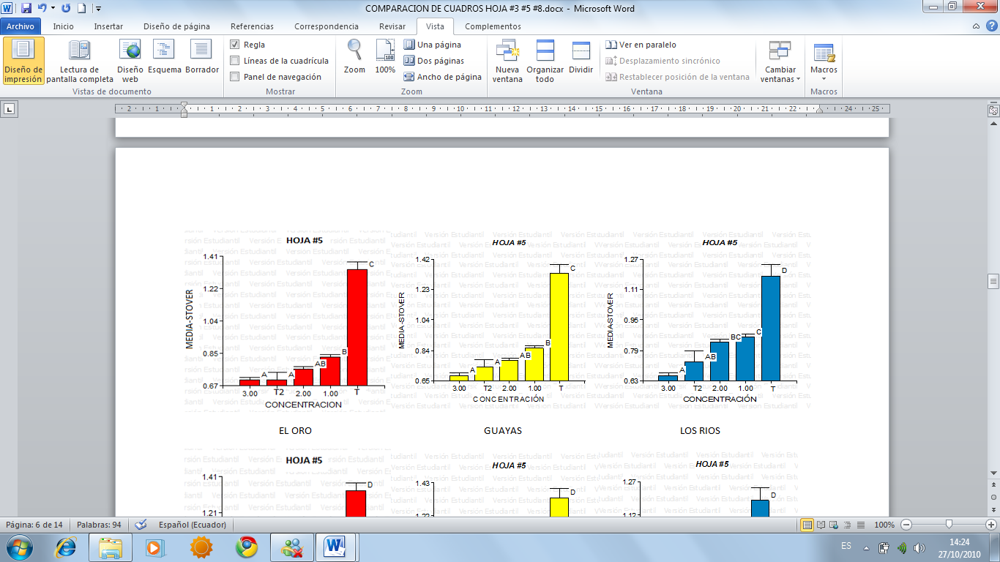 COMPARACION DE CUADROS HOJA #3 #5 #8.docx - Microsoft Word
Archivo Inicio Insertar Diseño de página Referencias Correspondencia Revisar Vista Complementos
Diseño de impresión
Lectura de pantalla completa
Diseño web
Esquema
Borrador
Vistas de documento
Regla
Líneas de la cuadrícula
Panel de navegación
Mostrar
Zoom
100%
Una página
Dos páginas
Ancho de página
Zoom
Nueva ventana
Organizar todo
Dividir
Ver en paralelo
Desplazamiento sincrónico
Restablecer posición de la ventana
Ventana
Cambiar ventanas
Macros
Macros
2 1 1 2 3 4 5 6 7 8 9 10 11 12 13 14 15 16 17 18 19 20 21 22 24 25
HOJA #5
1.41
1.22
1.04
0.85
0.67
MEDIA-STOVER
A A AB B C
3.00 T2 2.00 1.00 T
CONCENTRACION
EL ORO
HOJA #5
1.42
1.23
1.04
0.84
0.65
MEDIA-STOVER
A A AB B C
3.00 T2 2.00 1.00 T
CONCENTRACIÓN
GUAYAS
HOJA #5
1.27
1.11
0.95
0.79
0.63
MEDIA-STOVER
A AB BC C D
3.00 T2 2.00 1.00 T
CONCENTRACIÓN
LOS RIOS
Versión Estudiantil
HOJA #5
1.41
1.21
D
HOJA #5
1.43
D
HOJA #5
1.27
D
Página: 6 de 14 Palabras: 94 Español (Ecuador) 100%
ES 14:24
27/10/2010